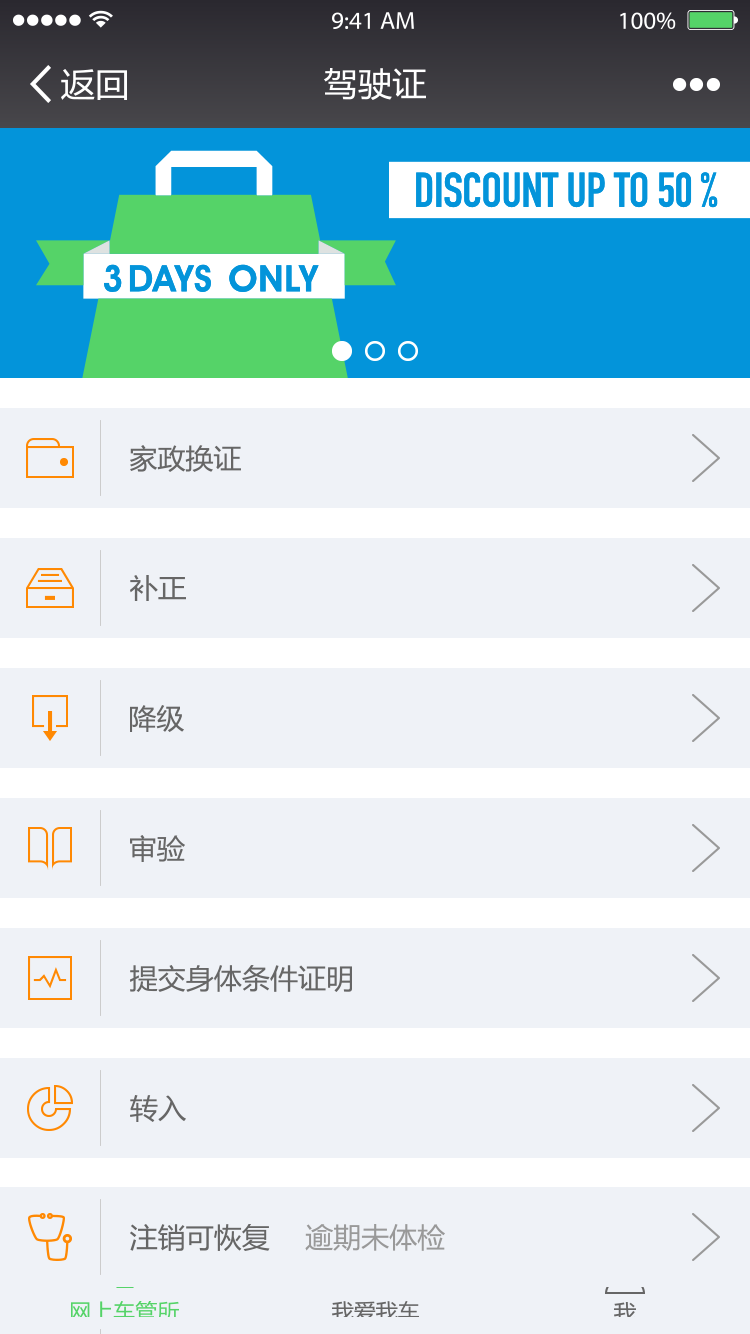 9:41 AM 100%
返回 驾驶证
DISCOUNT UP TO 50 %
3 DAYS ONLY
家政换证
补正
降级
审验
提交身体条件证明
转入
注销可恢复 逾期未体检
网上车管所 我爱我车 我